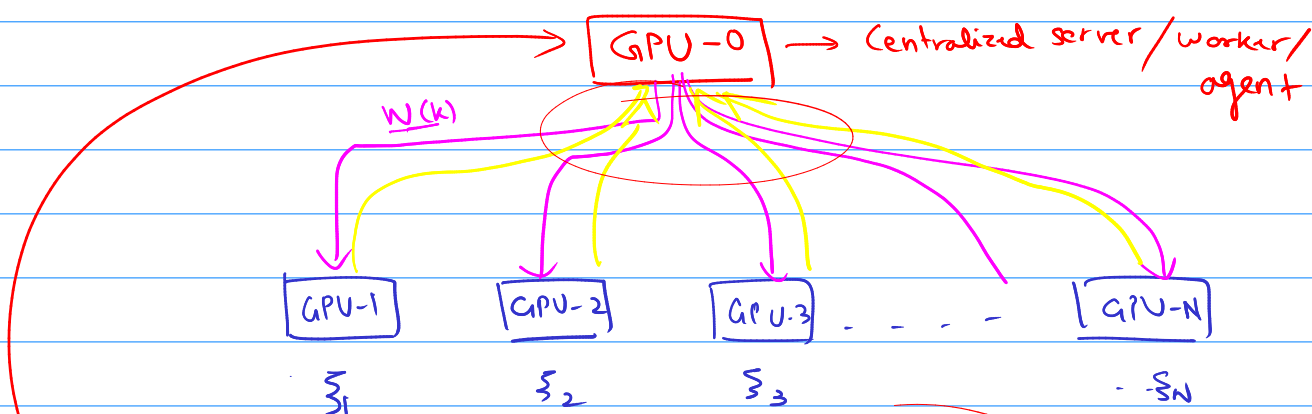 GPU-0 → Centralized server/worker/
agent
W(k)
GPU-1 GPU-2 GPU-3 . - - - GPU-N
ξ1 ξ2 ξ3 - - ξN